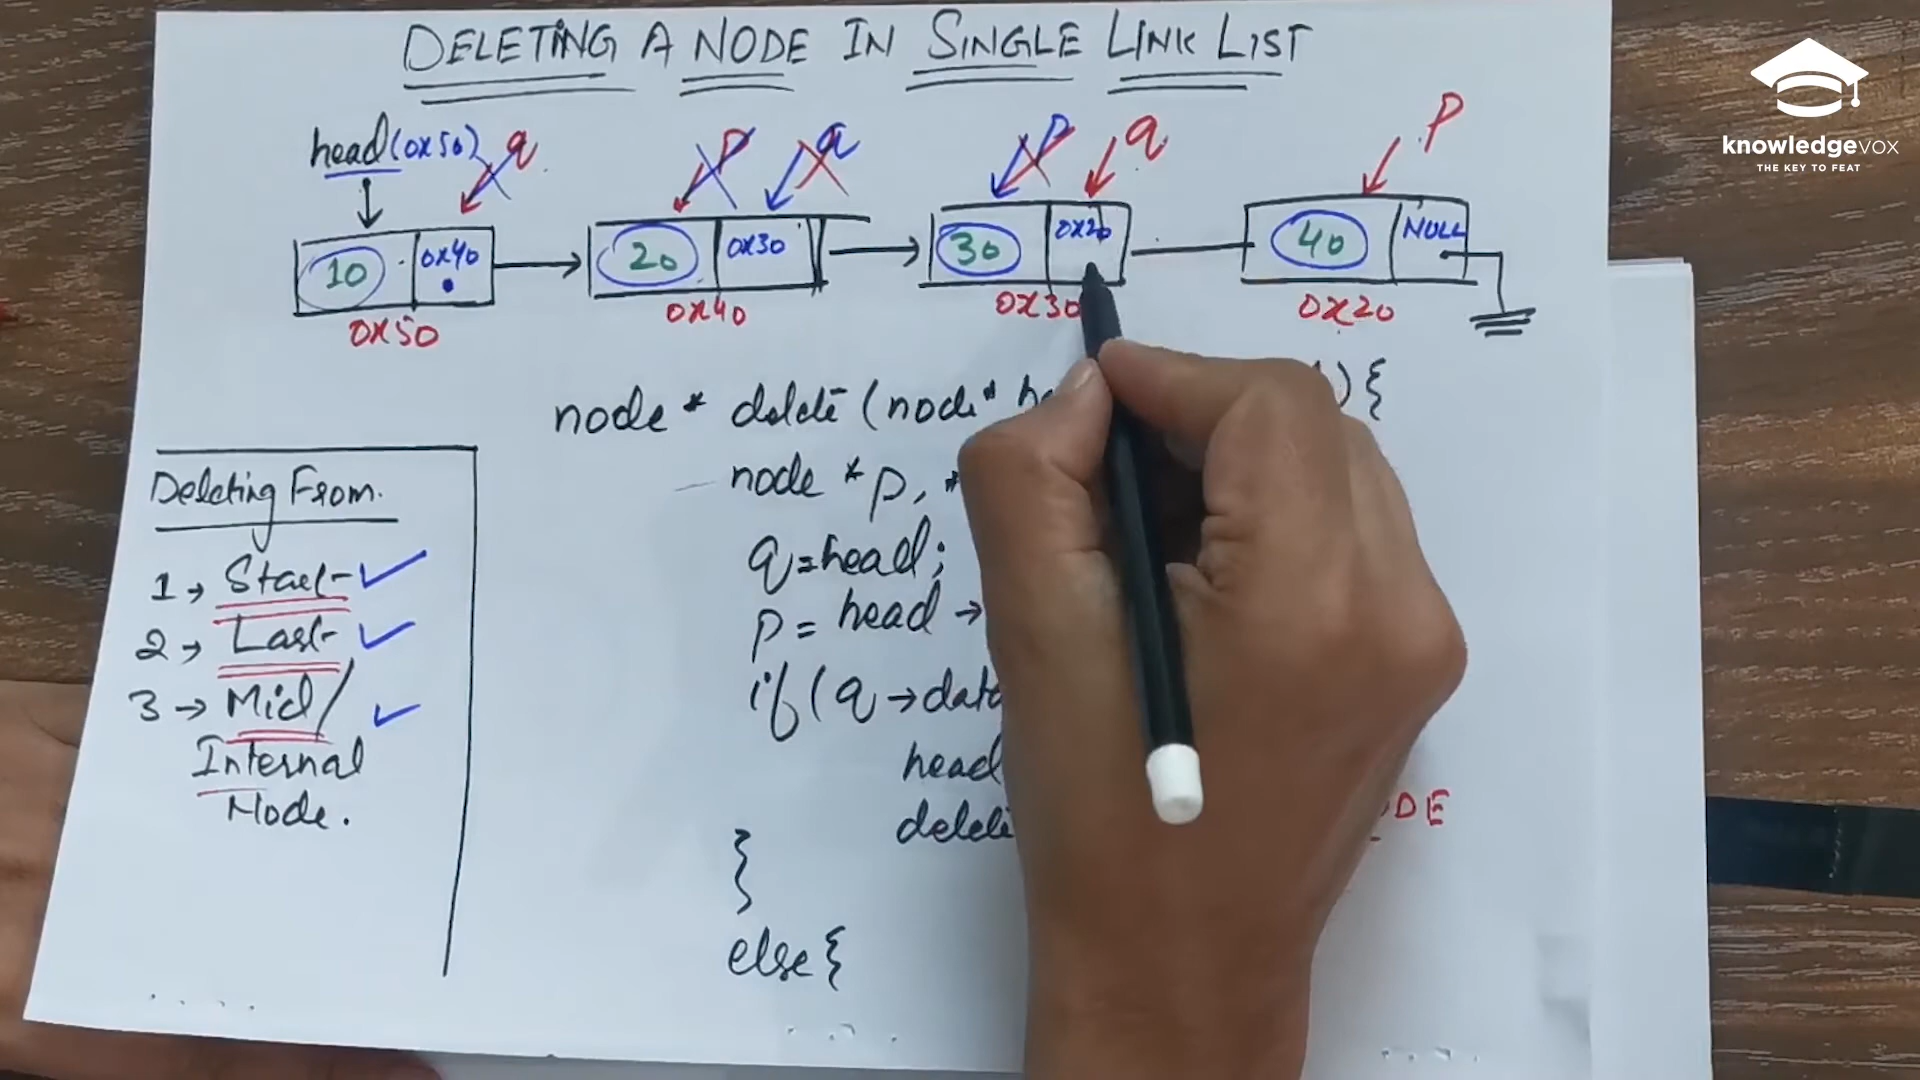 DELETING A NODE IN SINGLE LINK LIST
knowledgevox
THE KEY TO FEAT
head(0x50) q p q p q p
10 0x40 20 0x30 30 0x20 40 NULL
0x50 0x40 0x30 0x20
node * delete (node*
node *p, *
q=head;
p = head →
if (q → data
head
delete
}
else {
Deleting From.
1 → Start
2 → Last
3 → Mid/
Internal
Node.